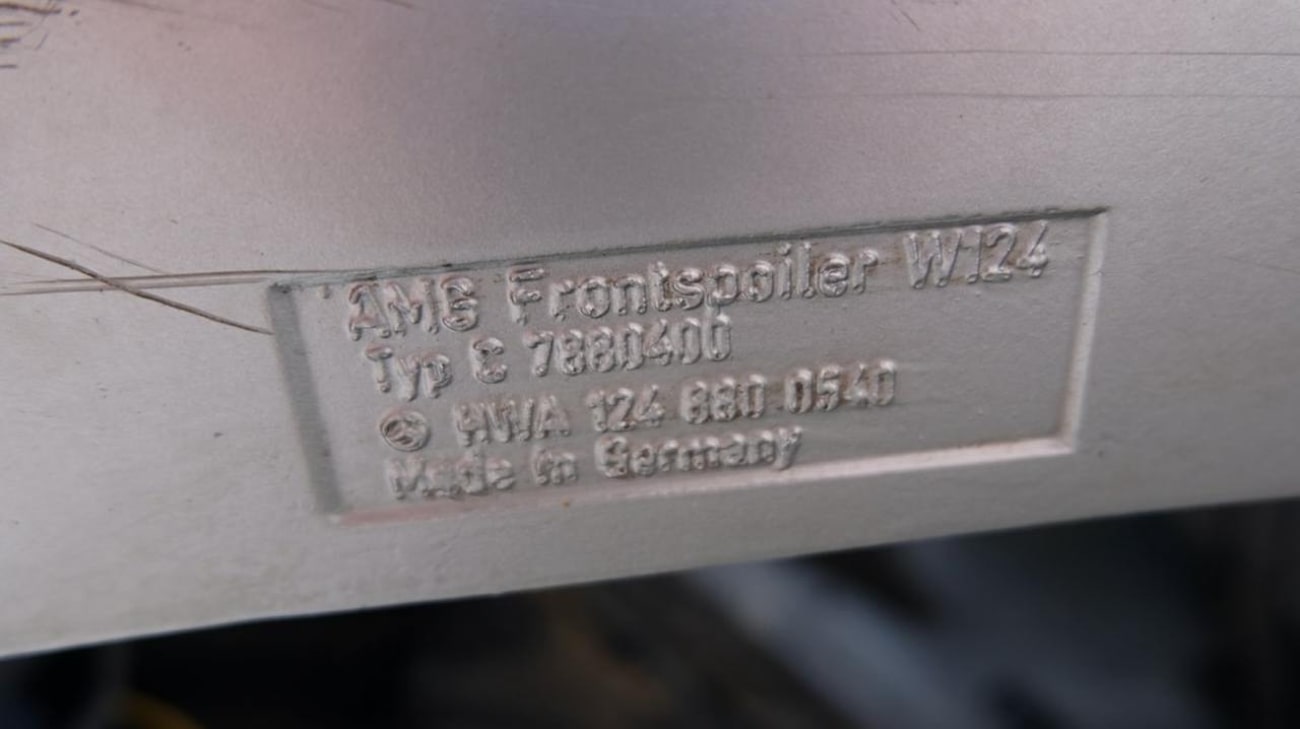 AMG Frontspoiler W124
Typ C 7880400
HWA 124 880 0540
Made in Germany